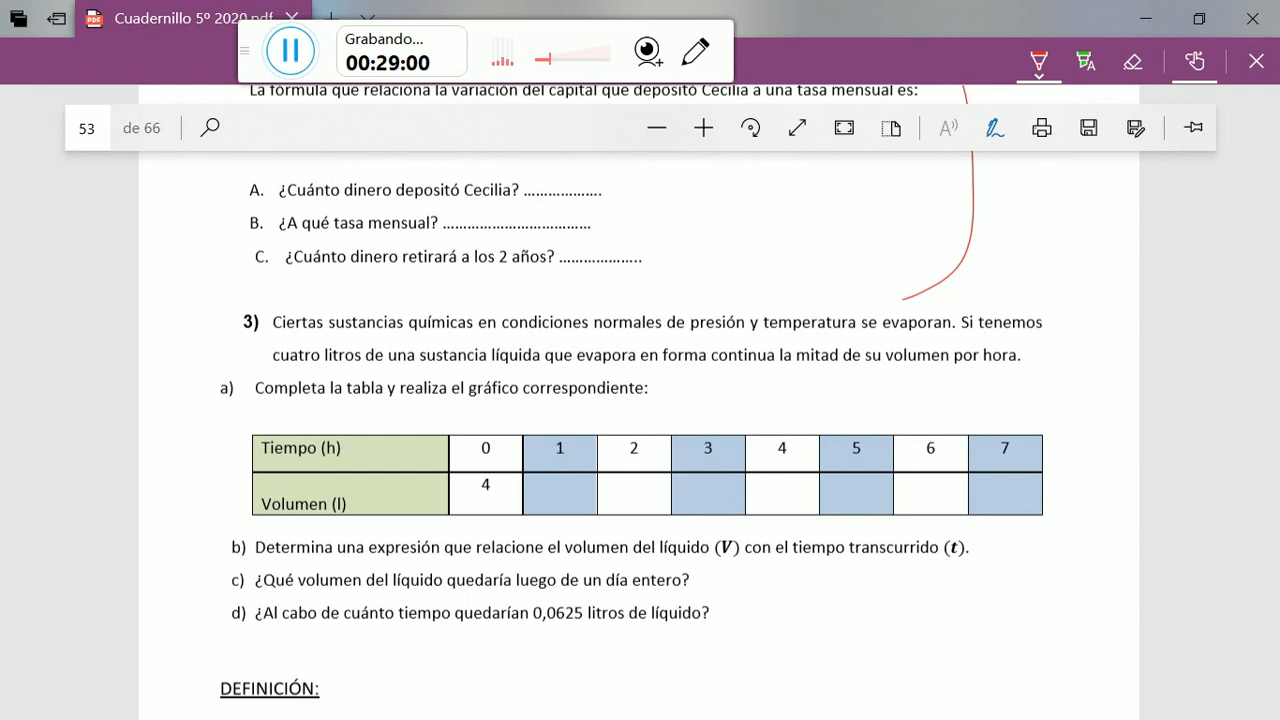 Cuadernillo 5º 2020.pdf
Grabando...
00:29:00
La fórmula que relaciona la variación del capital que depositó Cecilia a una tasa mensual es:
53 de 66
A. ¿Cuánto dinero depositó Cecilia? ……………….
B. ¿A qué tasa mensual? ………………………………
C. ¿Cuánto dinero retirará a los 2 años? ………………..
3) Ciertas sustancias químicas en condiciones normales de presión y temperatura se evaporan. Si tenemos
cuatro litros de una sustancia líquida que evapora en forma continua la mitad de su volumen por hora.
a) Completa la tabla y realiza el gráfico correspondiente:
Tiempo (h) 0 1 2 3 4 5 6 7
Volumen (l) 4
b) Determina una expresión que relacione el volumen del líquido (V) con el tiempo transcurrido (t).
c) ¿Qué volumen del líquido quedaría luego de un día entero?
d) ¿Al cabo de cuánto tiempo quedarían 0,0625 litros de líquido?
DEFINICIÓN: